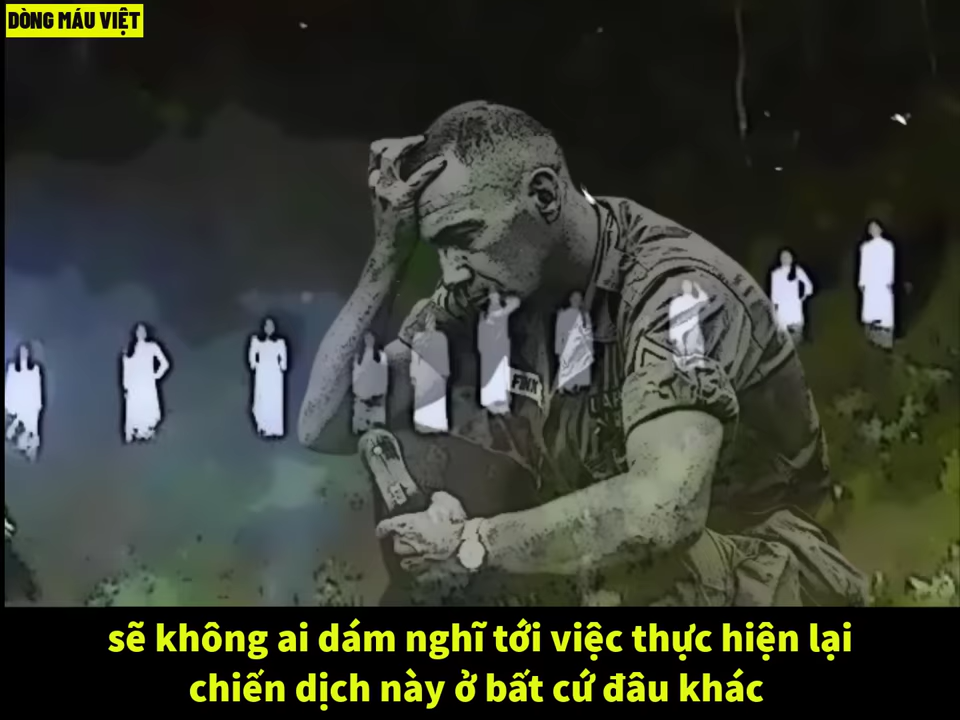 DÒNG MÁU VIỆT
FINK
sẽ không ai dám nghĩ tới việc thực hiện lại
chiến dịch này ở bất cứ đâu khác